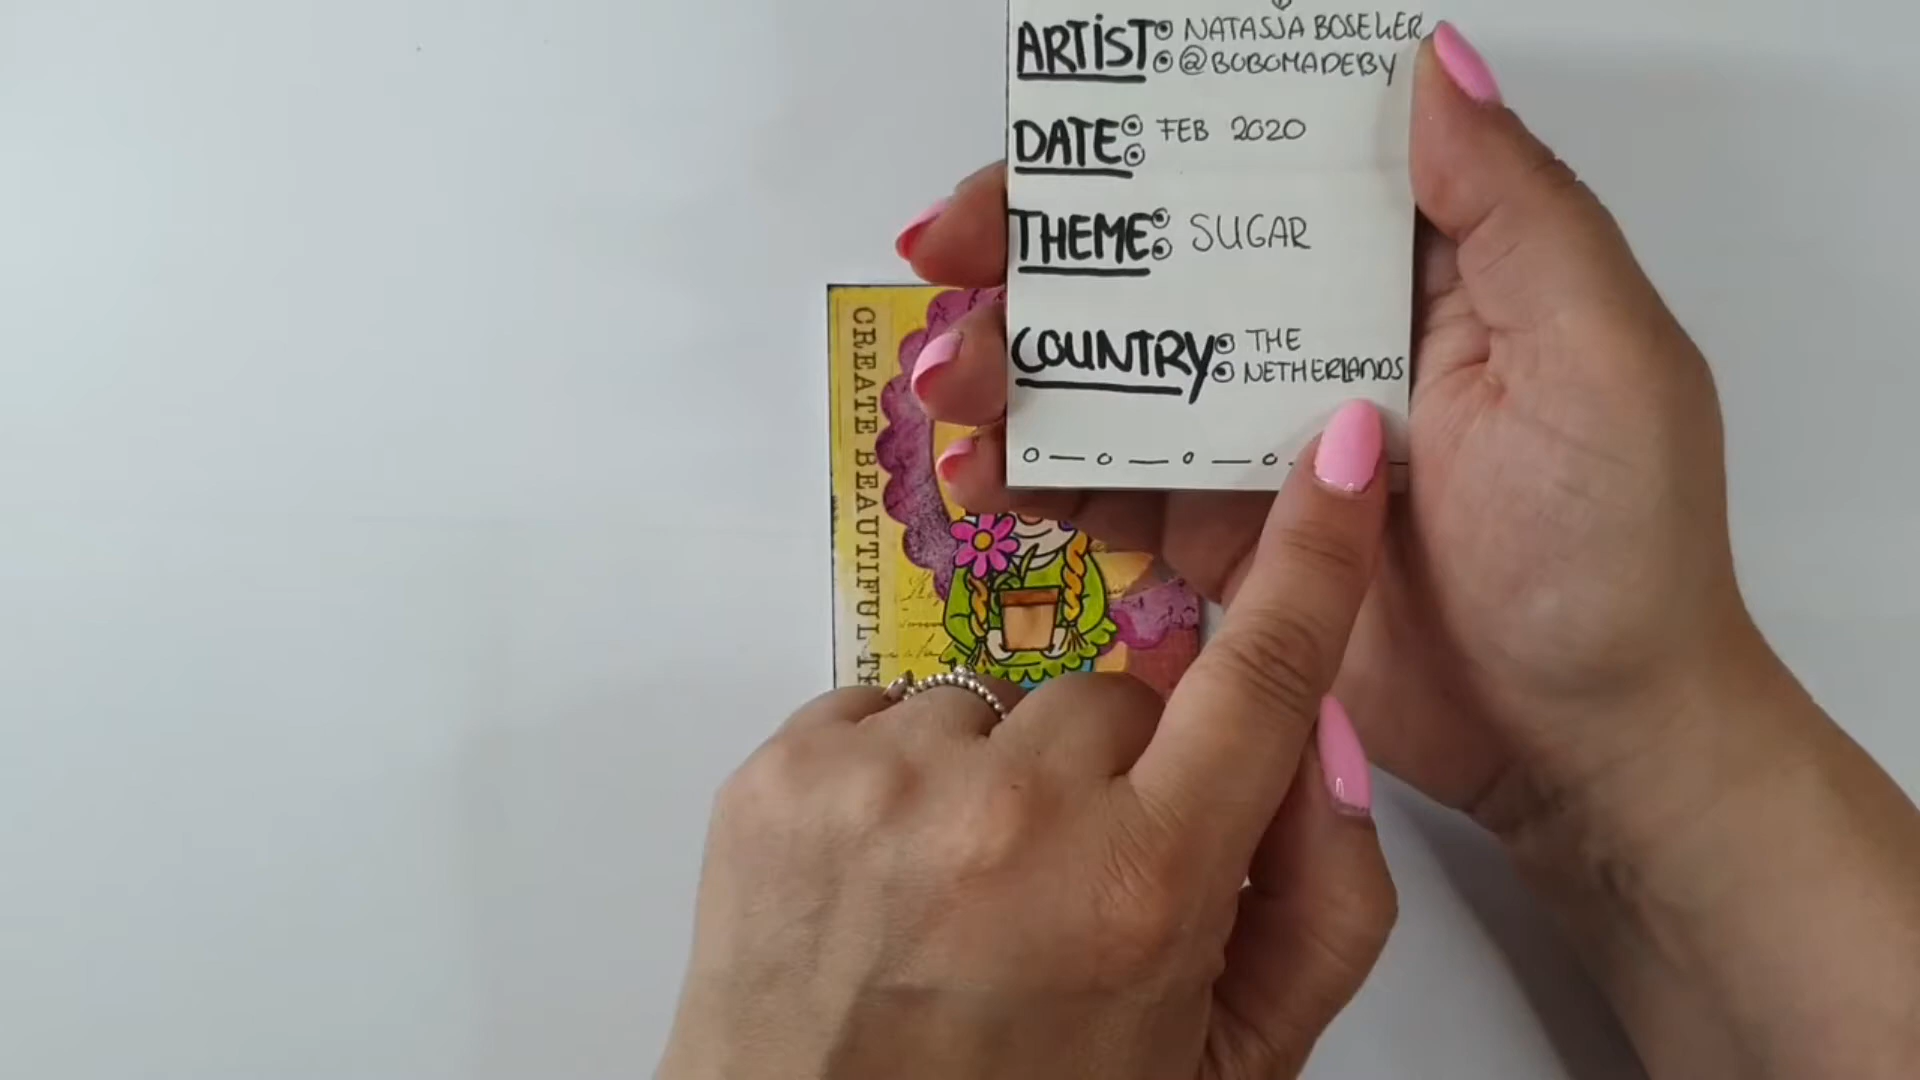 ARTiST: NATASJA BOSELER
@BOBOMADEBY
DATE: FEB 2020
THEME: SUGAR
COUNTRY: THE
NETHERLANDS
CREATE BEAUTIFUL